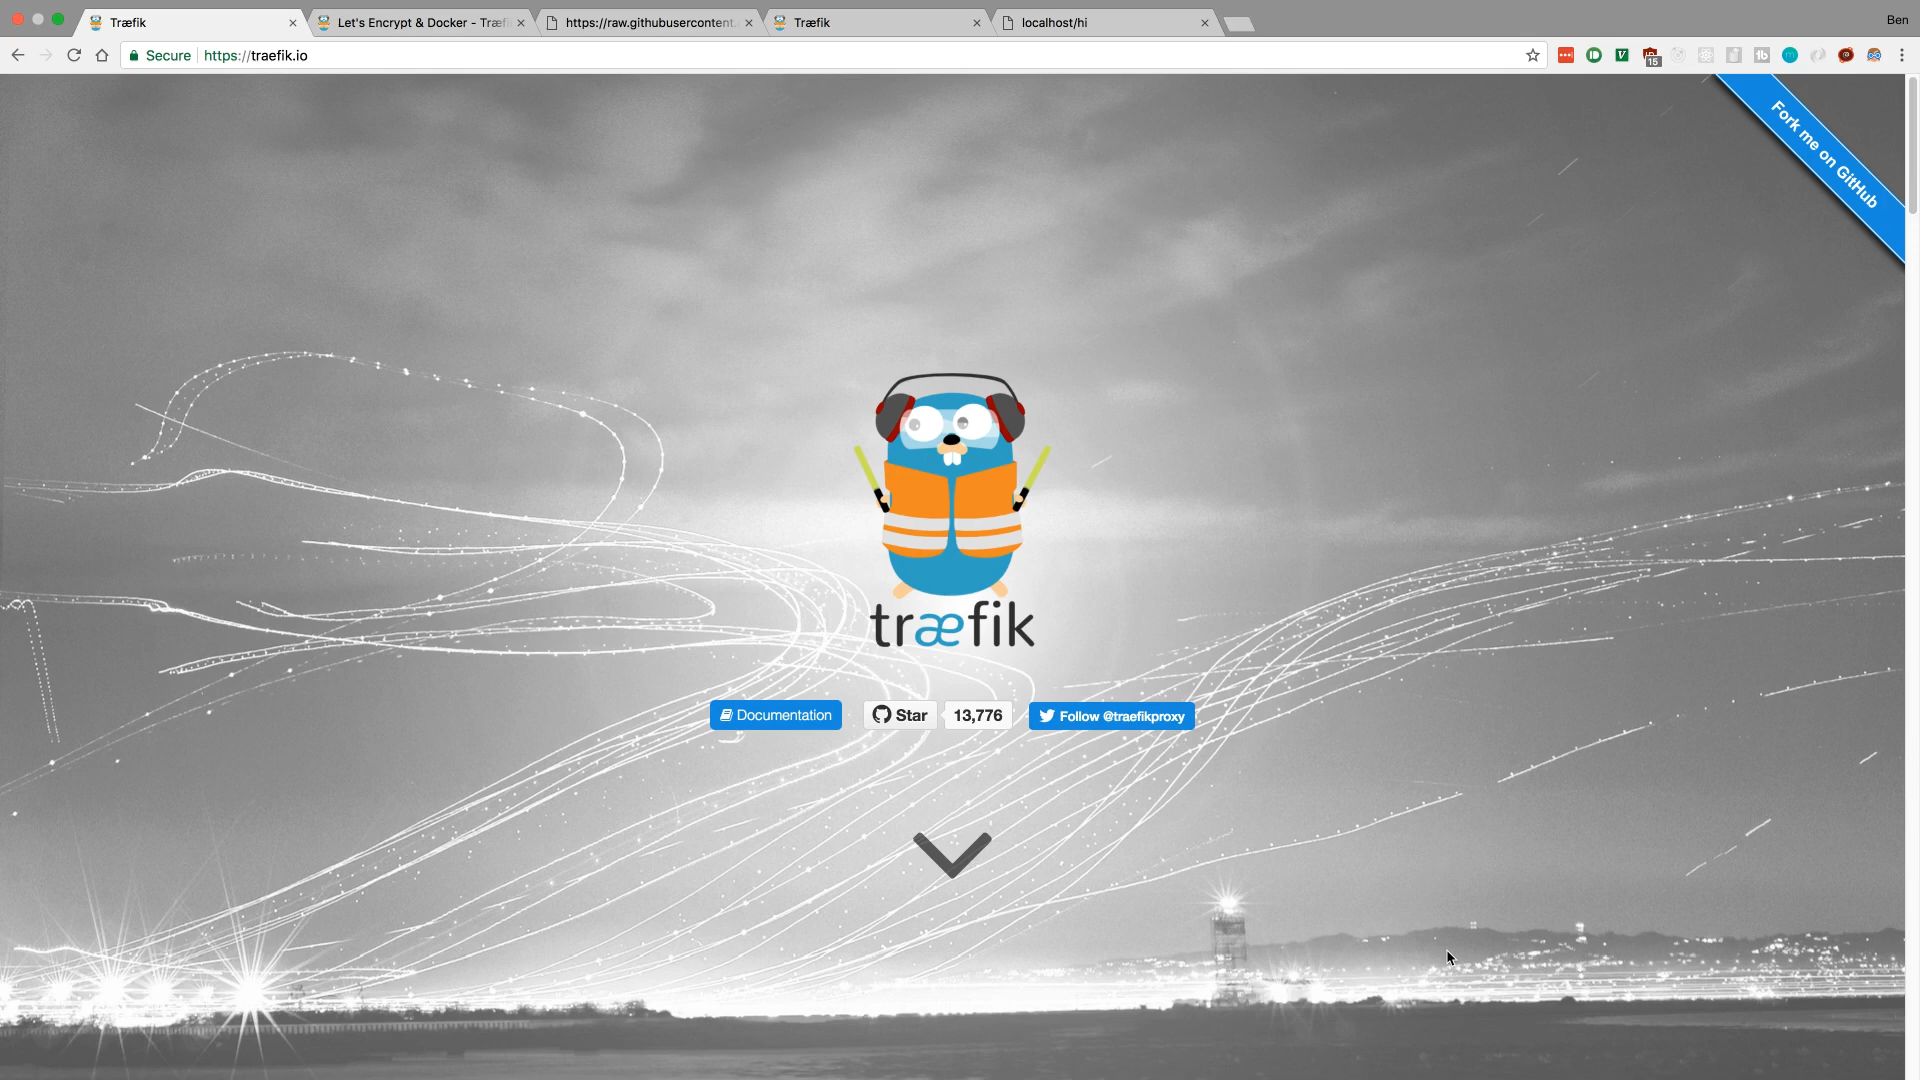 Træfik
Let's Encrypt & Docker - Træfi
https://raw.githubusercontent.
Træfik
localhost/hi
Ben
Secure
https://traefik.io
15
Fork me on GitHub
træfik
Documentation
Star
13,776
Follow @traefikproxy